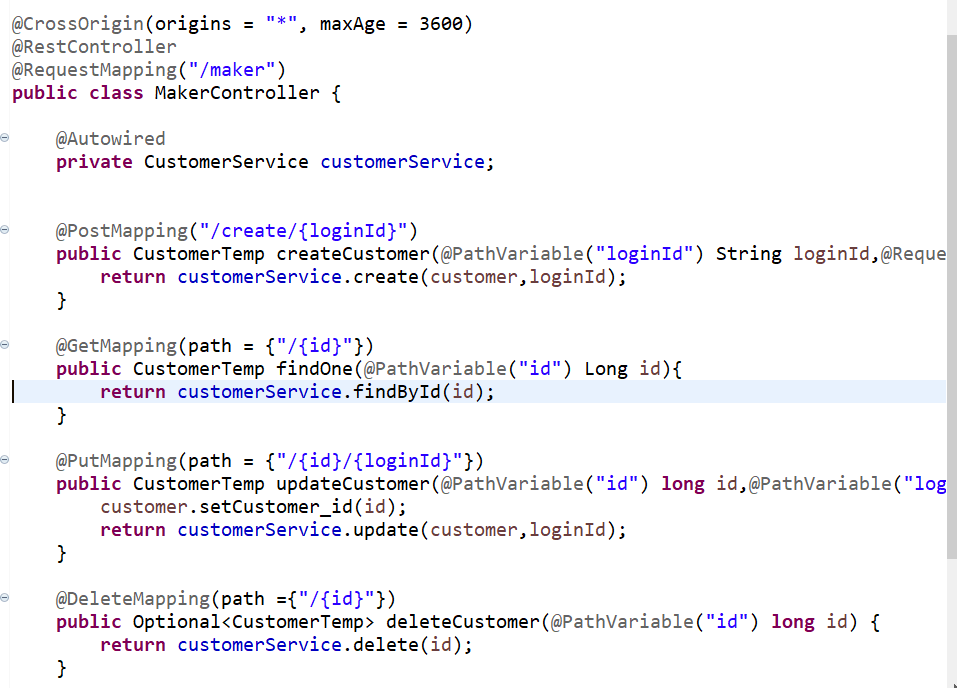 @CrossOrigin(origins = "*", maxAge = 3600)
@RestController
@RequestMapping("/maker")
public class MakerController {
@Autowired
private CustomerService customerService;
@PostMapping("/create/{loginId}")
public CustomerTemp createCustomer(@PathVariable("loginId") String loginId,@Reque
return customerService.create(customer,loginId);
}
@GetMapping(path = {"/{id}"})
public CustomerTemp findOne(@PathVariable("id") Long id){
return customerService.findById(id);
}
@PutMapping(path = {"/{id}/{loginId}"})
public CustomerTemp updateCustomer(@PathVariable("id") long id,@PathVariable("log
customer.setCustomer_id(id);
return customerService.update(customer,loginId);
}
@DeleteMapping(path ={"/{id}"})
public Optional<CustomerTemp> deleteCustomer(@PathVariable("id") long id) {
return customerService.delete(id);
}